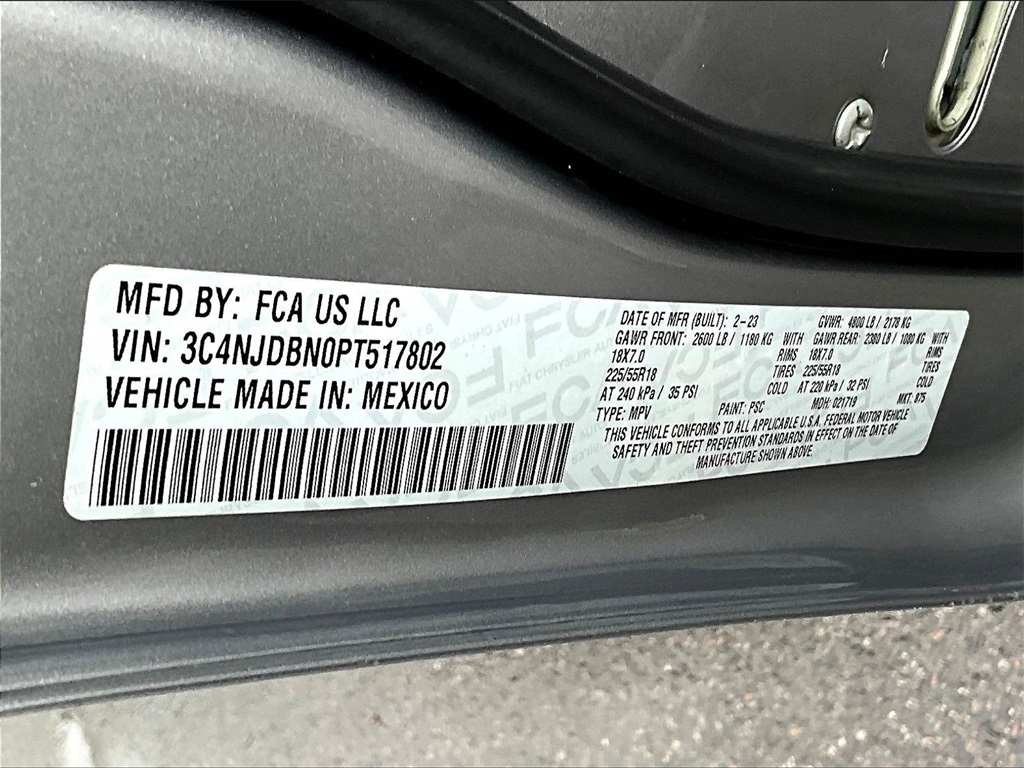 MFD BY: FCA US LLC
VIN: 3C4NJDBN0PT517802
VEHICLE MADE IN: MEXICO
DATE OF MFR (BUILT): 2-23 GVWR: 4800 LB / 2178 KG
GAWR FRONT: 2600 LB / 1180 KG WITH GAWR REAR: 2380 LB / 1080 KG WITH
18X7.0 RIMS 18X7.0 RIMS
225/55R18 TIRES 225/55R18 TIRES
AT 240 kPa / 35 PSI COLD AT 220 kPa / 32 PSI COLD
TYPE: MPV PAINT: PSC MDH: 021719 MKT: 875
THIS VEHICLE CONFORMS TO ALL APPLICABLE U.S.A. FEDERAL MOTOR VEHICLE
SAFETY AND THEFT PREVENTION STANDARDS IN EFFECT ON THE DATE OF
MANUFACTURE SHOWN ABOVE.